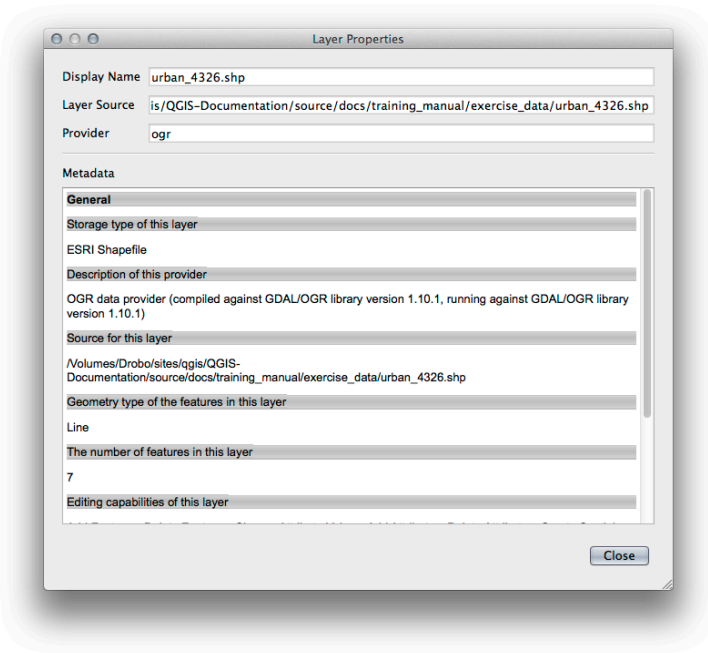 Layer Properties
Display Name urban_4326.shp
Layer Source is/QGIS-Documentation/source/docs/training_manual/exercise_data/urban_4326.shp
Provider ogr
Metadata
General
Storage type of this layer
ESRI Shapefile
Description of this provider
OGR data provider (compiled against GDAL/OGR library version 1.10.1, running against GDAL/OGR library
version 1.10.1)
Source for this layer
/Volumes/Drobo/sites/qgis/QGIS-
Documentation/source/docs/training_manual/exercise_data/urban_4326.shp
Geometry type of the features in this layer
Line
The number of features in this layer
7
Editing capabilities of this layer
Close